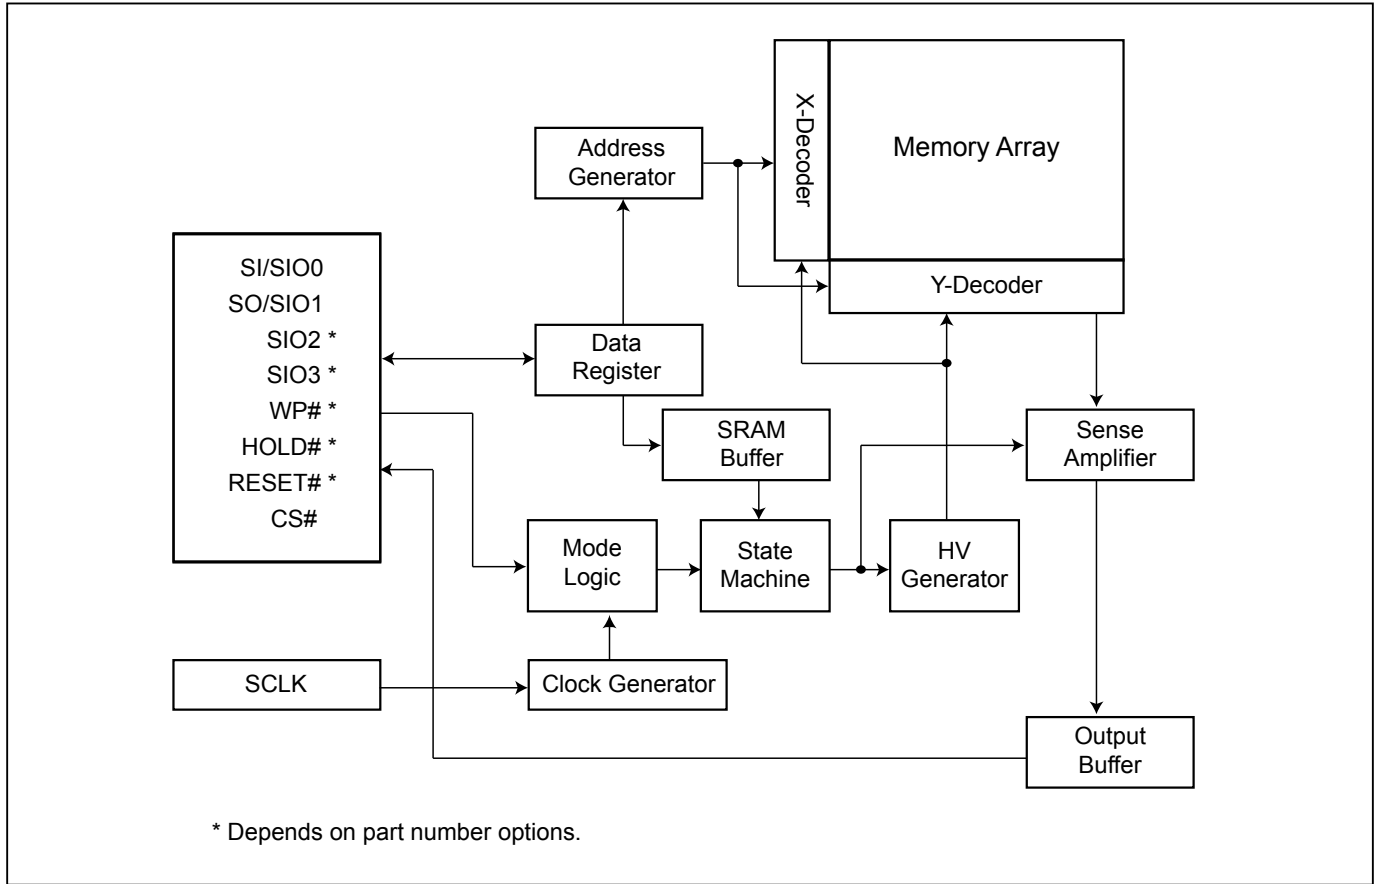 X-Decoder
Memory Array
Address
Generator
SI/SIO0
SO/SIO1
SIO2 *
SIO3 *
WP# *
HOLD# *
RESET# *
CS#
Y-Decoder
Data
Register
SRAM
Buffer
Sense
Amplifier
Mode
Logic
State
Machine
HV
Generator
SCLK
Clock Generator
Output
Buffer
* Depends on part number options.